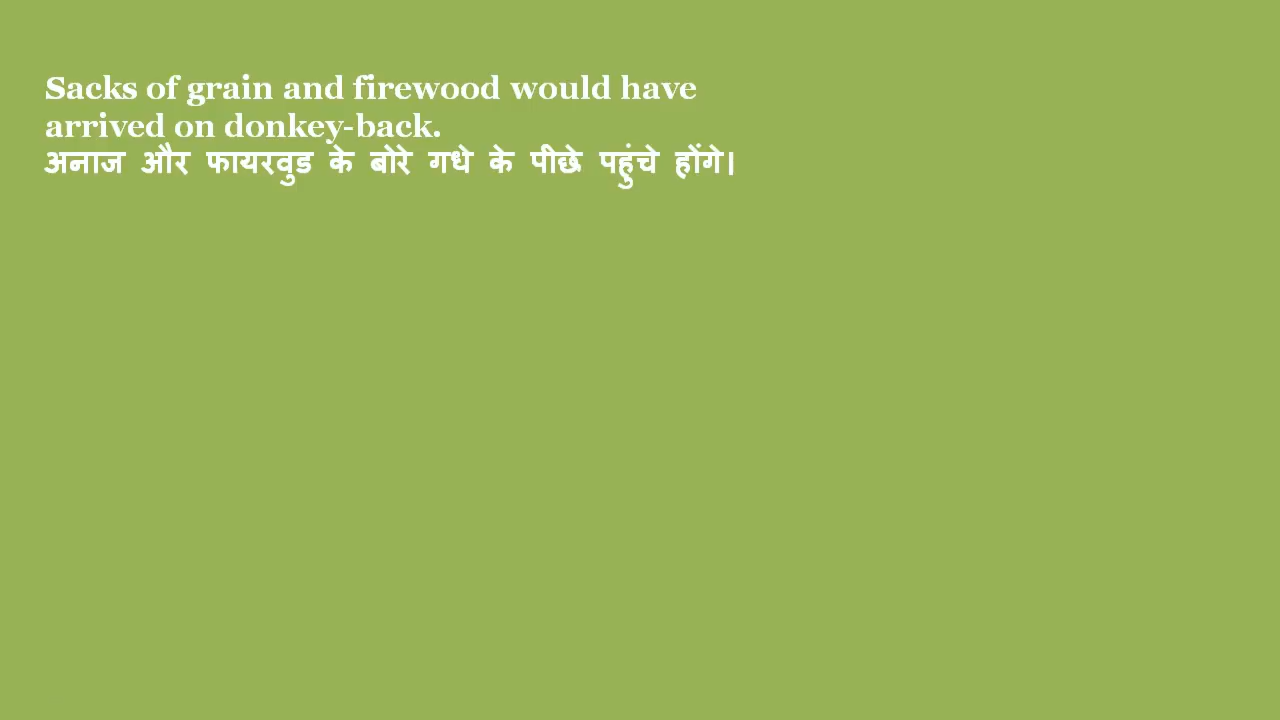 Sacks of grain and firewood would have
arrived on donkey-back.
अनाज और फायरवुड के बोरे गधे के पीछे पहुंचे होंगे।